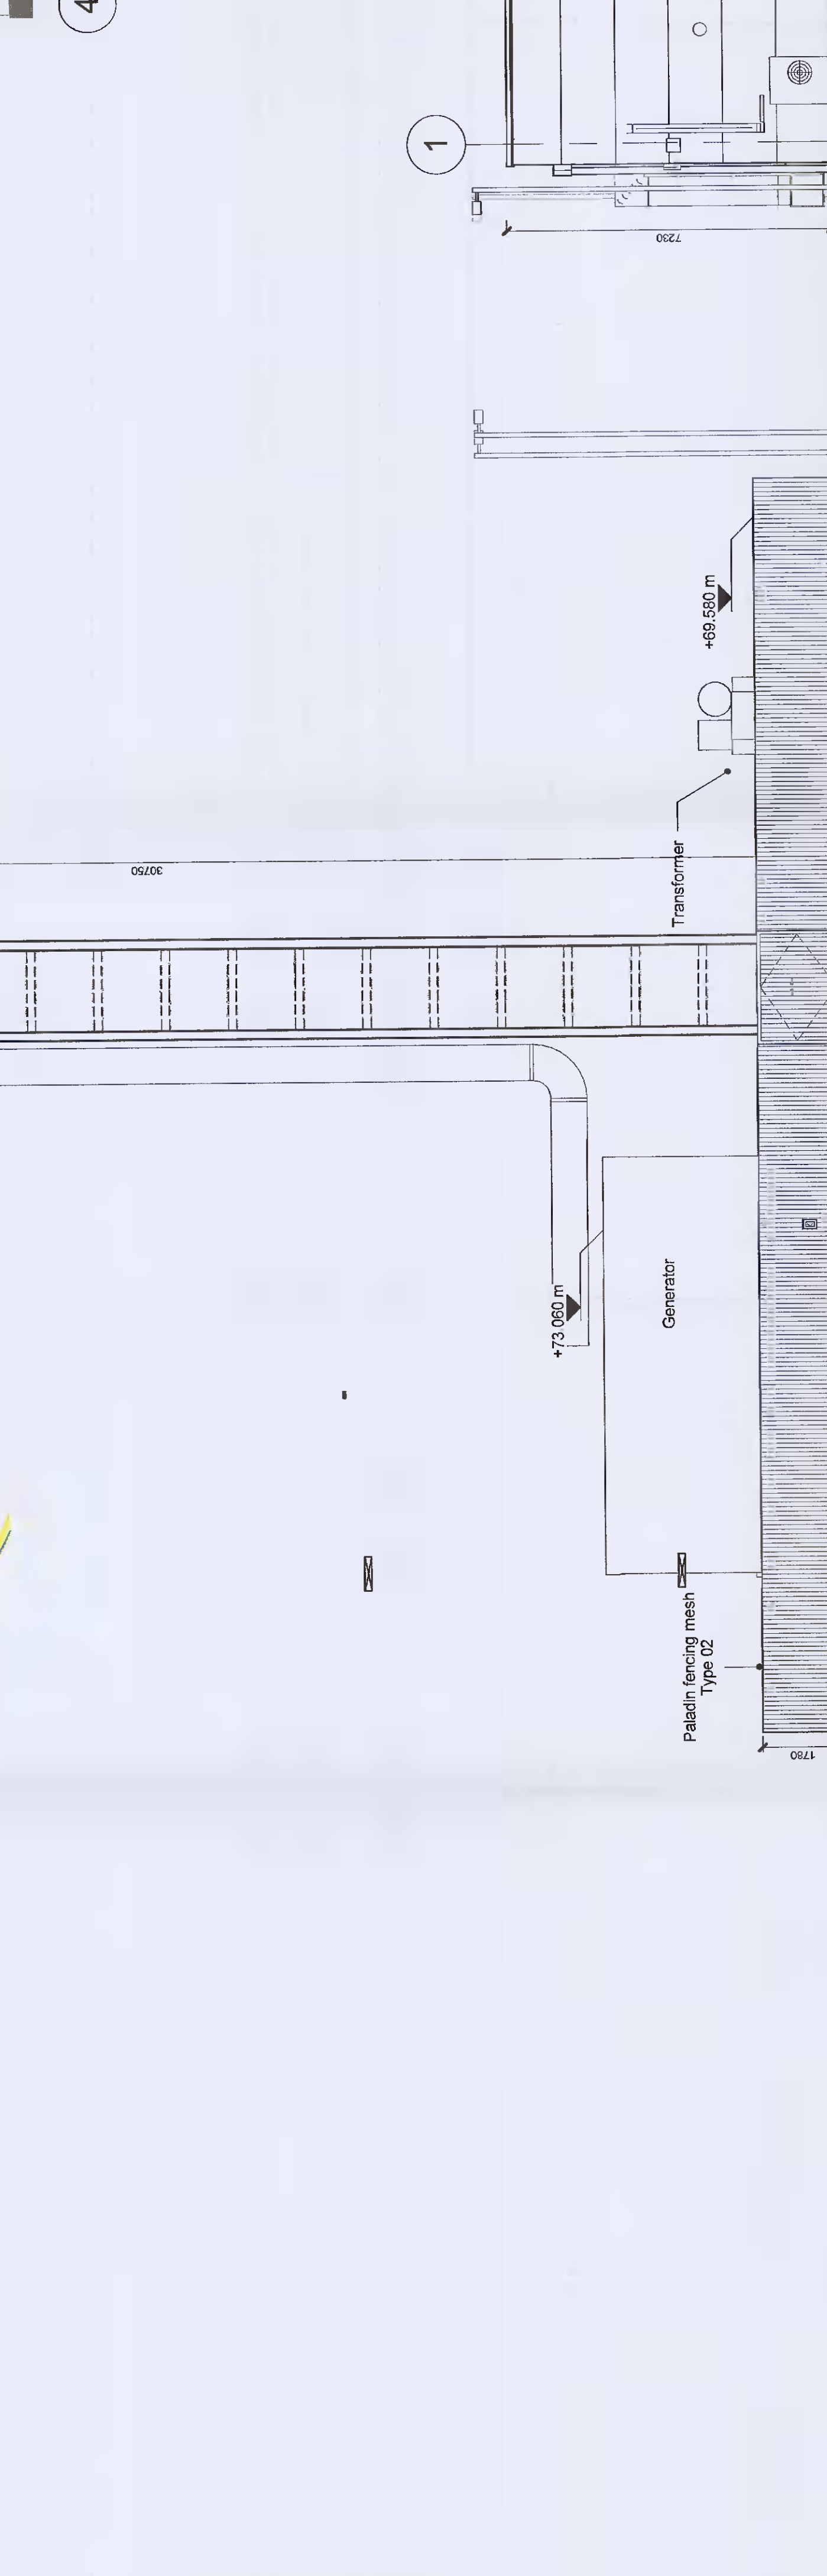 4
1
7230
+69.580 m
30750
Transformer
+73.060 m
Generator
Paladin fencing mesh
Type 02
1780